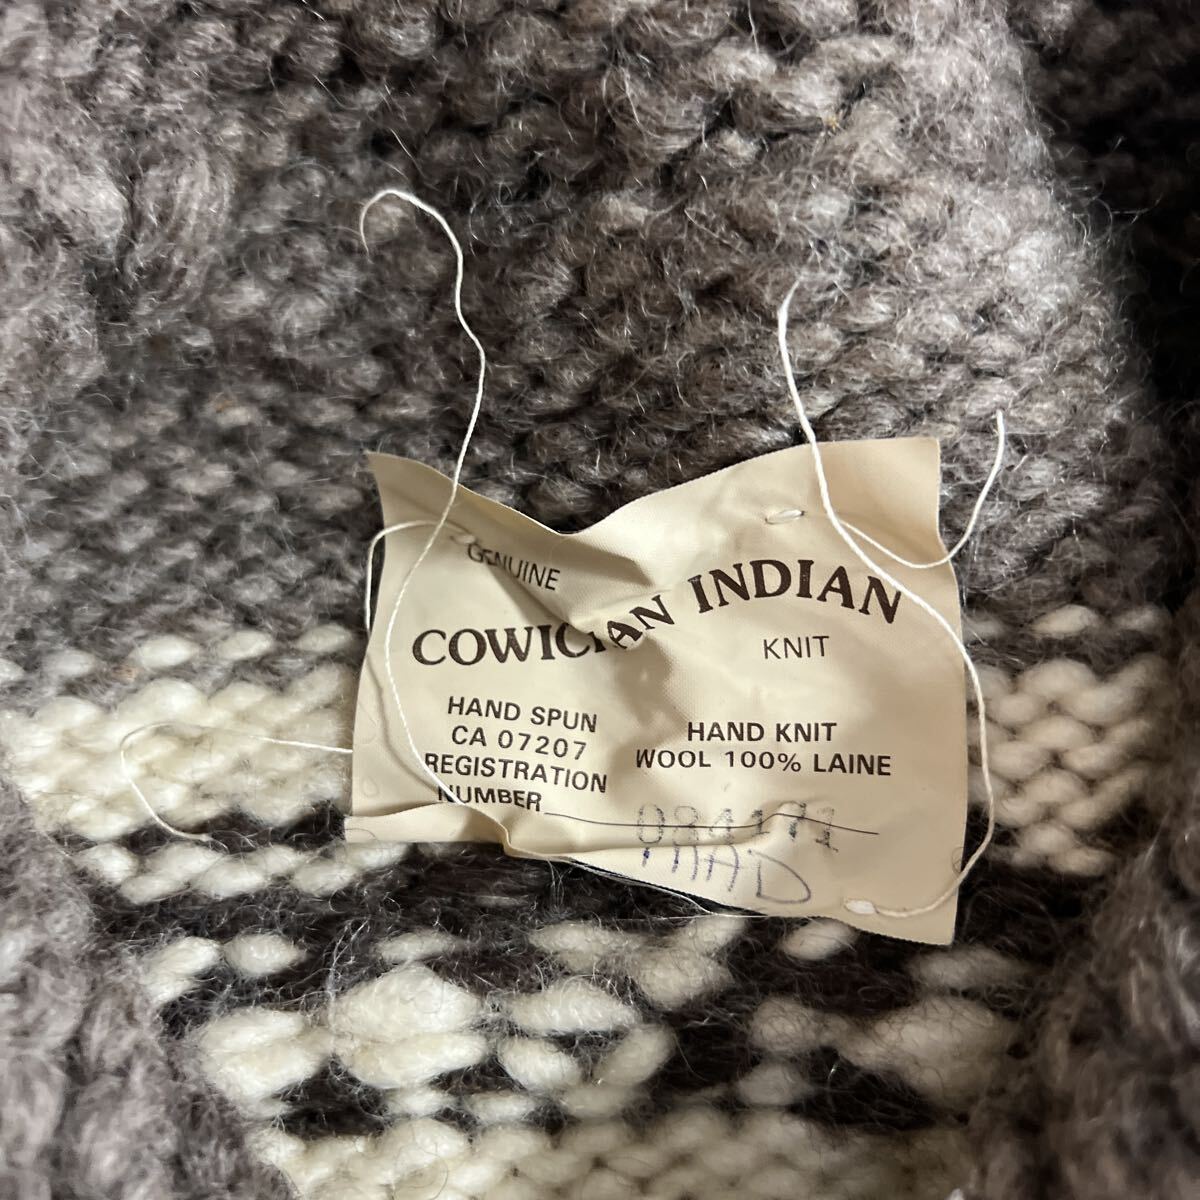 GENUINE
COWICHAN INDIAN
KNIT
HAND SPUN
CA 07207
REGISTRATION
NUMBER
HAND KNIT
WOOL 100% LAINE